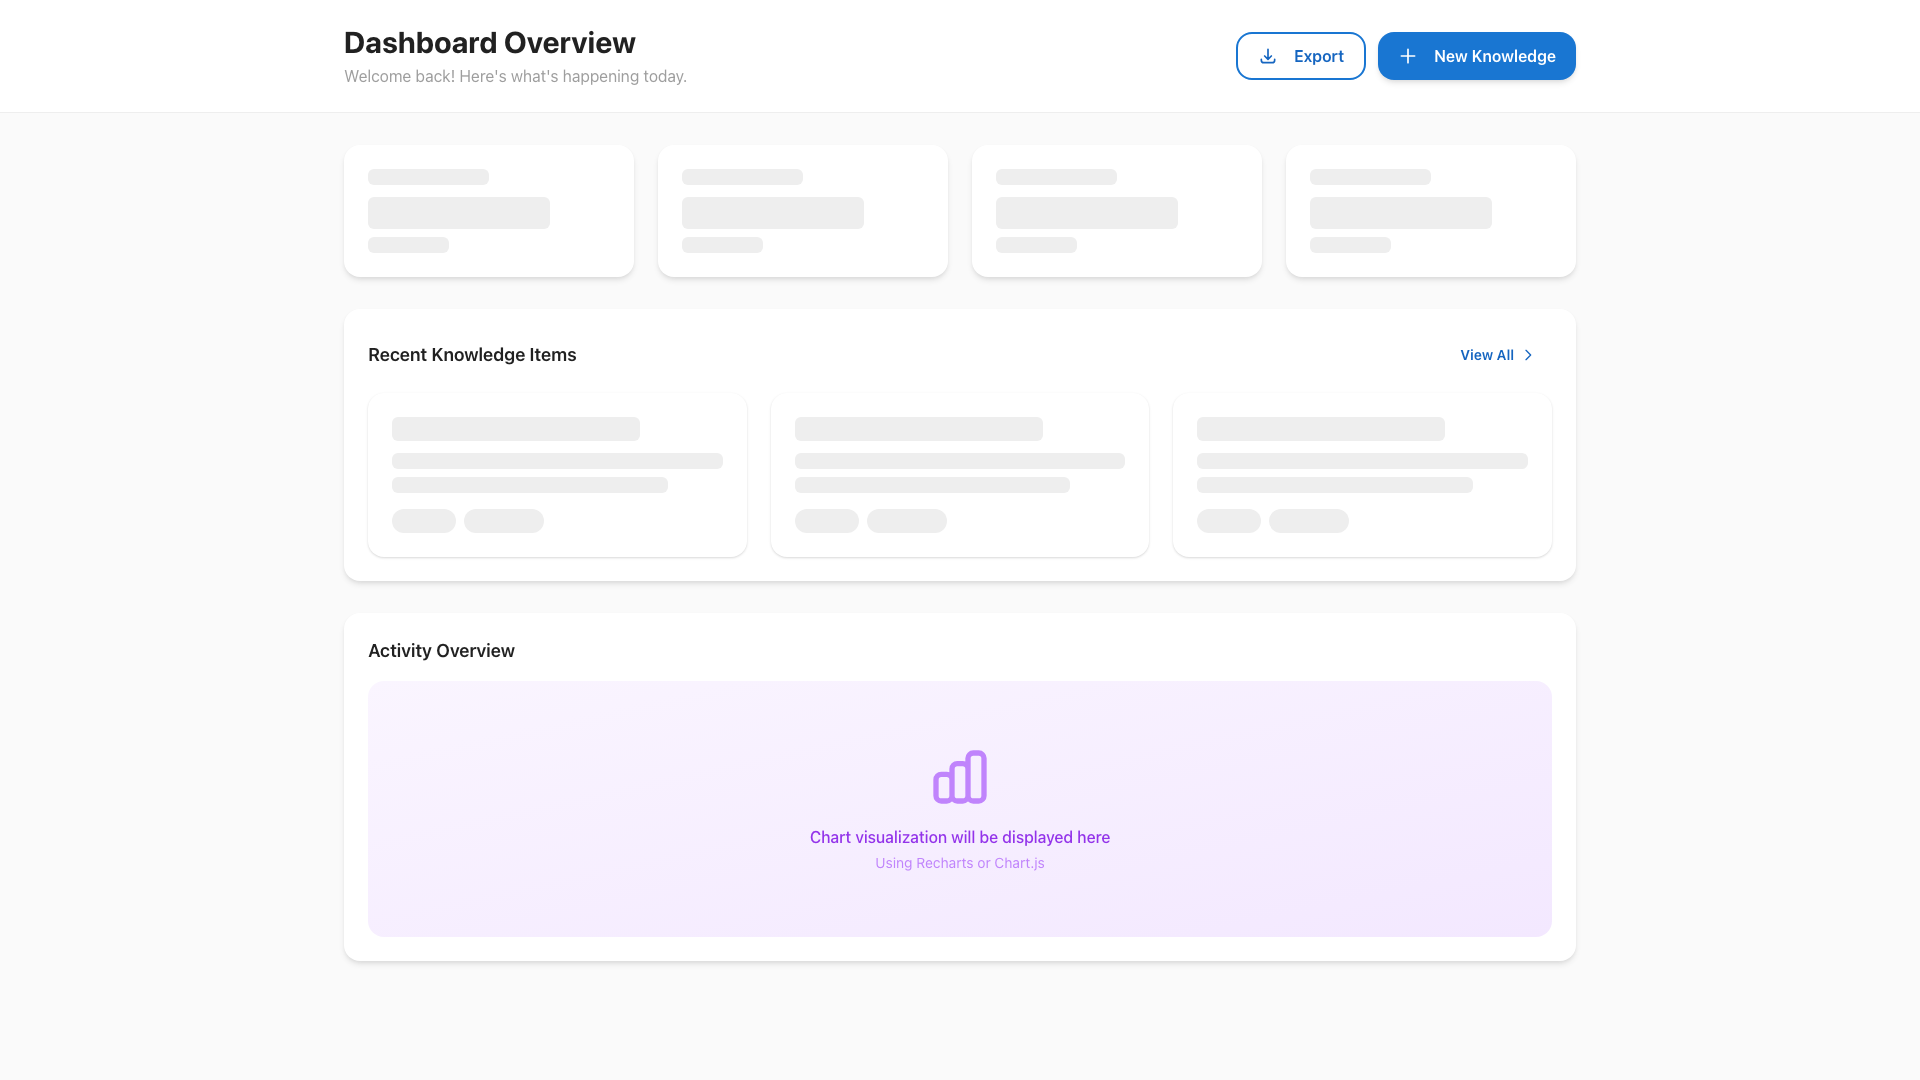 Dashboard Overview
Welcome back! Here's what's happening today.
Export
New Knowledge
Recent Knowledge Items
View All
Activity Overview
Chart visualization will be displayed here
Using Recharts or Chart.js